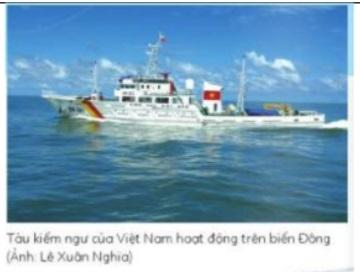 Tàu kiểm ngư của Việt Nam hoạt động trên biển Đông
(Ảnh: Lê Xuân Nghĩa)